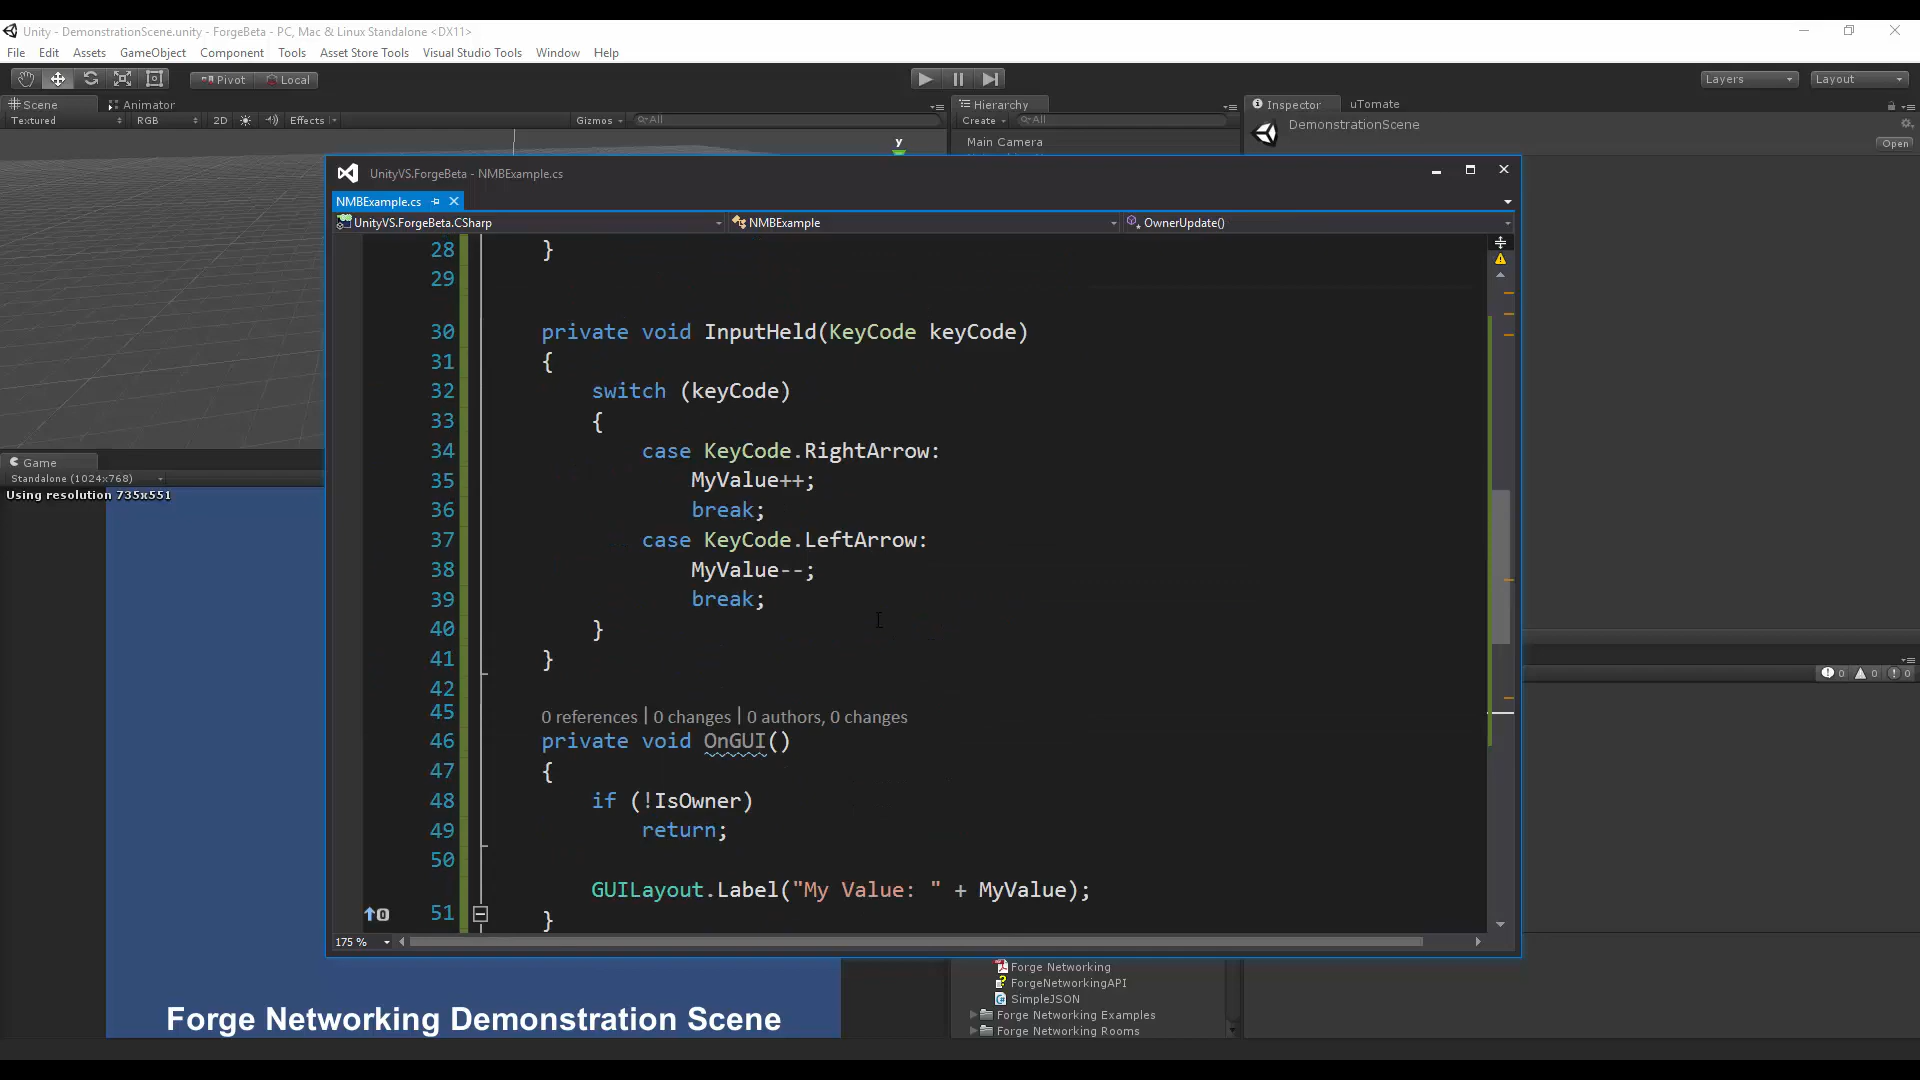 Unity - DemonstrationScene.unity - ForgeBeta - PC, Mac & Linux Standalone <DX11>
File Edit Assets GameObject Component Tools Asset Store Tools Visual Studio Tools Window Help
Pivot Local Layers Layout
Scene Animator Hierarchy Inspector uTomate
Textured RGB 2D Effects Gizmos All Create All DemonstrationScene
y Main Camera Open
UnityVS.ForgeBeta - NMBExample.cs
NMBExample.cs
UnityVS.ForgeBeta.CSharp NMBExample OwnerUpdate()
28 }
29
30 private void InputHeld(KeyCode keyCode)
31 {
32 switch (keyCode)
33 {
34 case KeyCode.RightArrow:
35 MyValue++;
36 break;
37 case KeyCode.LeftArrow:
38 MyValue--;
39 break;
40 }
41 }
42
45 0 references | 0 changes | 0 authors, 0 changes
46 private void OnGUI()
47 {
48 if (!IsOwner)
49 return;
50
GUILayout.Label("My Value: " + MyValue);
51 }
175 %
Game
Standalone (1024x768)
Using resolution 735x551
0 0 0
Forge Networking
ForgeNetworkingAPI
SimpleJSON
Forge Networking Examples
Forge Networking Rooms
Forge Networking Demonstration Scene